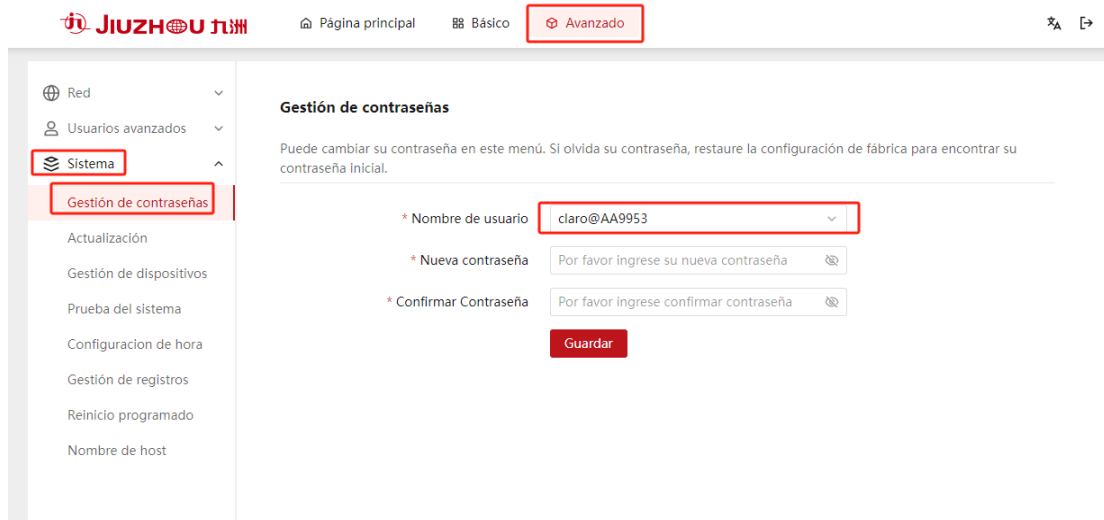 JIUZHOU 九洲
Página principal
Básico
Avanzado
Red
Usuarios avanzados
Sistema
Gestión de contraseñas
Actualización
Gestión de dispositivos
Prueba del sistema
Configuracion de hora
Gestión de registros
Reinicio programado
Nombre de host
Gestión de contraseñas
Puede cambiar su contraseña en este menú. Si olvida su contraseña, restaure la configuración de fábrica para encontrar su
contraseña inicial.
* Nombre de usuario claro@AA9953
* Nueva contraseña Por favor ingrese su nueva contraseña
* Confirmar Contraseña Por favor ingrese confirmar contraseña
Guardar